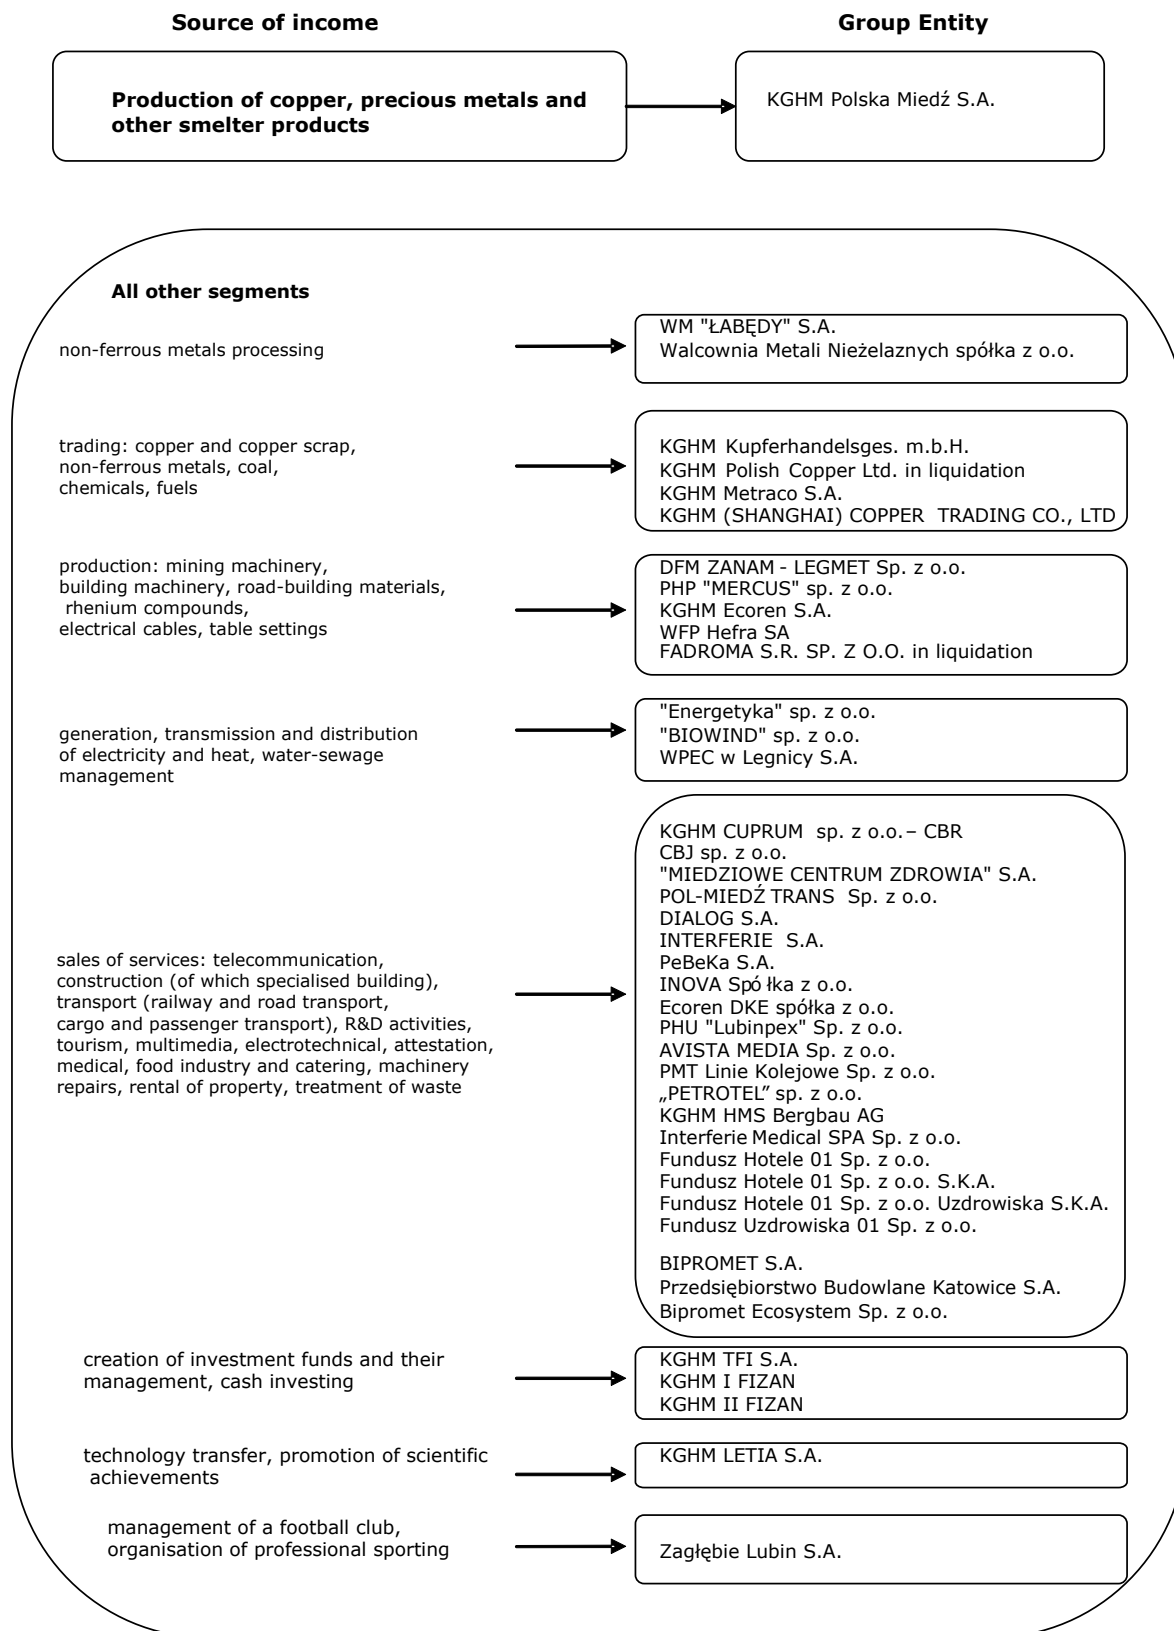 Source of income
Group Entity
Production of copper, precious metals and
other smelter products
KGHM Polska Miedź S.A.
All other segments
non-ferrous metals processing
WM "ŁABĘDY" S.A.
Walcownia Metali Nieżelaznych spółka z o.o.
trading: copper and copper scrap,
non-ferrous metals, coal,
chemicals, fuels
KGHM Kupferhandelsges. m.b.H.
KGHM Polish Copper Ltd. in liquidation
KGHM Metraco S.A.
KGHM (SHANGHAI) COPPER TRADING CO., LTD
production: mining machinery,
building machinery, road-building materials,
rhenium compounds,
electrical cables, table settings
DFM ZANAM - LEGMET Sp. z o.o.
PHP "MERCUS" sp. z o.o.
KGHM Ecoren S.A.
WFP Hefra SA
FADROMA S.R. SP. Z O.O. in liquidation
generation, transmission and distribution
of electricity and heat, water-sewage
management
"Energetyka" sp. z o.o.
"BIOWIND" sp. z o.o.
WPEC w Legnicy S.A.
sales of services: telecommunication,
construction (of which specialised building),
transport (railway and road transport,
cargo and passenger transport), R&D activities,
tourism, multimedia, electrotechnical, attestation,
medical, food industry and catering, machinery
repairs, rental of property, treatment of waste
KGHM CUPRUM sp. z o.o. – CBR
CBJ sp. z o.o.
"MIEDZIOWE CENTRUM ZDROWIA" S.A.
POL-MIEDŹ TRANS Sp. z o.o.
DIALOG S.A.
INTERFERIE S.A.
PeBeKa S.A.
INOVA Spółka z o.o.
Ecoren DKE spółka z o.o.
PHU "Lubinpex" Sp. z o.o.
AVISTA MEDIA Sp. z o.o.
PMT Linie Kolejowe Sp. z o.o.
„PETROTEL” sp. z o.o.
KGHM HMS Bergbau AG
Interferie Medical SPA Sp. z o.o.
Fundusz Hotele 01 Sp. z o.o.
Fundusz Hotele 01 Sp. z o.o. S.K.A.
Fundusz Hotele 01 Sp. z o.o. Uzdrowiska S.K.A.
Fundusz Uzdrowiska 01 Sp. z o.o.
BIPROMET S.A.
Przedsiębiorstwo Budowlane Katowice S.A.
Bipromet Ecosystem Sp. z o.o.
creation of investment funds and their
management, cash investing
KGHM TFI S.A.
KGHM I FIZAN
KGHM II FIZAN
technology transfer, promotion of scientific
achievements
KGHM LETIA S.A.
management of a football club,
organisation of professional sporting
Zagłębie Lubin S.A.